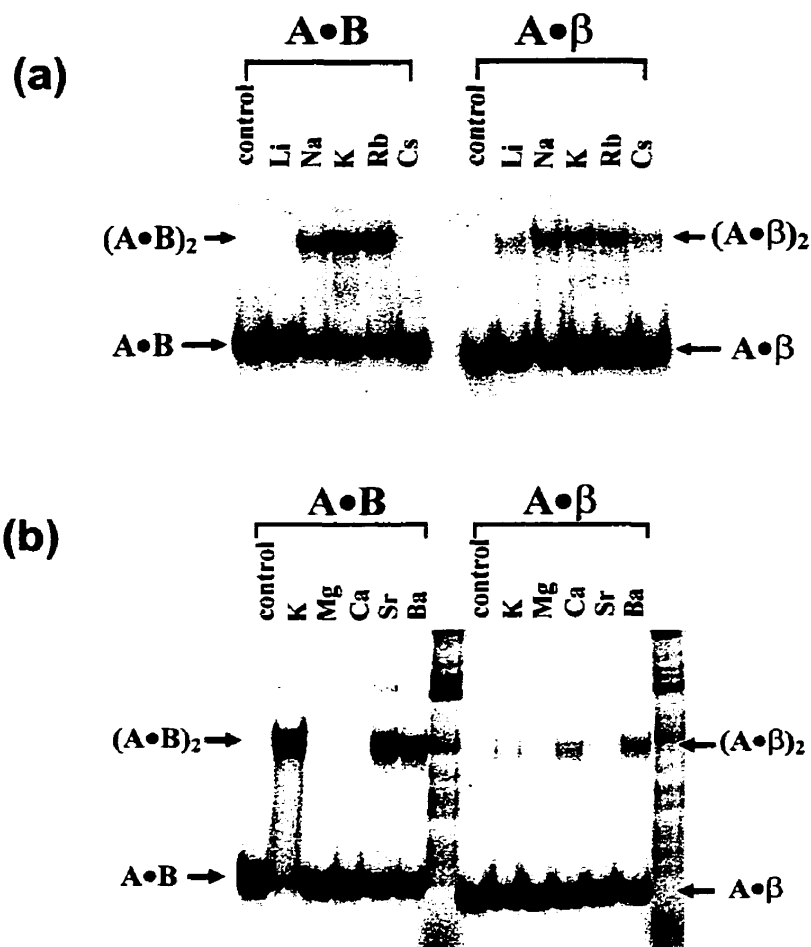 (a)
A•B A•β
control Li Na K Rb Cs control Li Na K Rb Cs
(A•B)₂ (A•β)₂
A•B A•β
(b)
A•B A•β
control K Mg Ca Sr Ba control K Mg Ca Sr Ba
(A•B)₂ (A•β)₂
A•B A•β